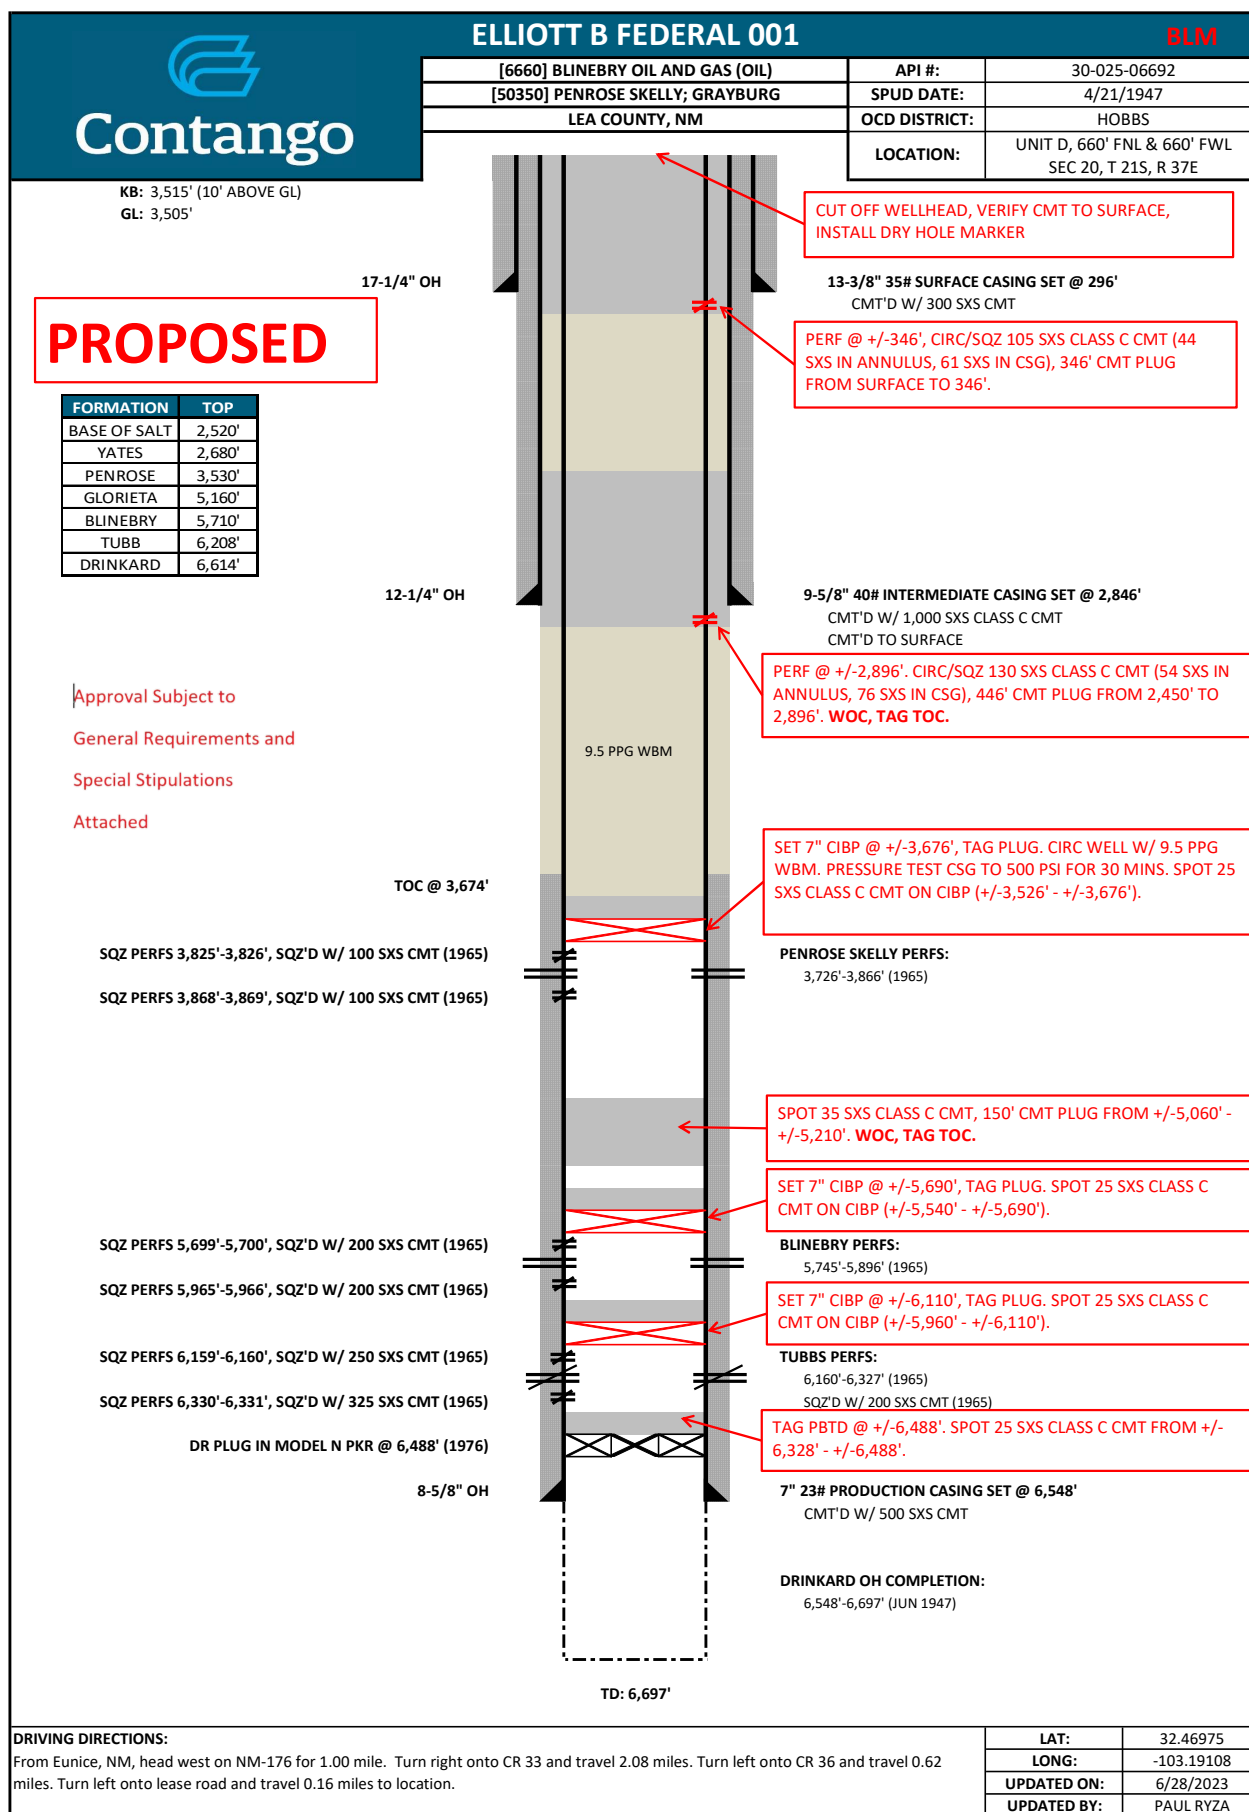 ELLIOTT B FEDERAL 001
BLM
Contango
[6660] BLINEBRY OIL AND GAS (OIL)
API #:
30-025-06692
[50350] PENROSE SKELLY; GRAYBURG
SPUD DATE:
4/21/1947
LEA COUNTY, NM
OCD DISTRICT:
HOBBS
LOCATION:
UNIT D, 660' FNL & 660' FWL
SEC 20, T 21S, R 37E
KB: 3,515' (10' ABOVE GL)
GL: 3,505'
CUT OFF WELLHEAD, VERIFY CMT TO SURFACE,
INSTALL DRY HOLE MARKER
17-1/4" OH
13-3/8" 35# SURFACE CASING SET @ 296'
CMT'D W/ 300 SXS CMT
PROPOSED
PERF @ +/-346', CIRC/SQZ 105 SXS CLASS C CMT (44
SXS IN ANNULUS, 61 SXS IN CSG), 346' CMT PLUG
FROM SURFACE TO 346'.
FORMATION TOP
BASE OF SALT 2,520'
YATES 2,680'
PENROSE 3,530'
GLORIETA 5,160'
BLINEBRY 5,710'
TUBB 6,208'
DRINKARD 6,614'
12-1/4" OH
9-5/8" 40# INTERMEDIATE CASING SET @ 2,846'
CMT'D W/ 1,000 SXS CLASS C CMT
CMT'D TO SURFACE
PERF @ +/-2,896'. CIRC/SQZ 130 SXS CLASS C CMT (54 SXS IN
ANNULUS, 76 SXS IN CSG), 446' CMT PLUG FROM 2,450' TO
2,896'. WOC, TAG TOC.
Approval Subject to
General Requirements and
Special Stipulations
Attached
9.5 PPG WBM
SET 7" CIBP @ +/-3,676', TAG PLUG. CIRC WELL W/ 9.5 PPG
WBM. PRESSURE TEST CSG TO 500 PSI FOR 30 MINS. SPOT 25
SXS CLASS C CMT ON CIBP (+/-3,526' - +/-3,676').
TOC @ 3,674'
SQZ PERFS 3,825'-3,826', SQZ'D W/ 100 SXS CMT (1965)
PENROSE SKELLY PERFS:
3,726'-3,866' (1965)
SQZ PERFS 3,868'-3,869', SQZ'D W/ 100 SXS CMT (1965)
SPOT 35 SXS CLASS C CMT, 150' CMT PLUG FROM +/-5,060' -
+/-5,210'. WOC, TAG TOC.
SET 7" CIBP @ +/-5,690', TAG PLUG. SPOT 25 SXS CLASS C
CMT ON CIBP (+/-5,540' - +/-5,690').
SQZ PERFS 5,699'-5,700', SQZ'D W/ 200 SXS CMT (1965)
BLINEBRY PERFS:
5,745'-5,896' (1965)
SQZ PERFS 5,965'-5,966', SQZ'D W/ 200 SXS CMT (1965)
SET 7" CIBP @ +/-6,110', TAG PLUG. SPOT 25 SXS CLASS C
CMT ON CIBP (+/-5,960' - +/-6,110').
SQZ PERFS 6,159'-6,160', SQZ'D W/ 250 SXS CMT (1965)
TUBBS PERFS:
6,160'-6,327' (1965)
SQZ'D W/ 200 SXS CMT (1965)
SQZ PERFS 6,330'-6,331', SQZ'D W/ 325 SXS CMT (1965)
TAG PBTD @ +/-6,488'. SPOT 25 SXS CLASS C CMT FROM +/-
6,328' - +/-6,488'.
DR PLUG IN MODEL N PKR @ 6,488' (1976)
8-5/8" OH
7" 23# PRODUCTION CASING SET @ 6,548'
CMT'D W/ 500 SXS CMT
DRINKARD OH COMPLETION:
6,548'-6,697' (JUN 1947)
TD: 6,697'
DRIVING DIRECTIONS:
From Eunice, NM, head west on NM-176 for 1.00 mile. Turn right onto CR 33 and travel 2.08 miles. Turn left onto CR 36 and travel 0.62
miles. Turn left onto lease road and travel 0.16 miles to location.
LAT: 32.46975
LONG: -103.19108
UPDATED ON: 6/28/2023
UPDATED BY: PAUL RYZA